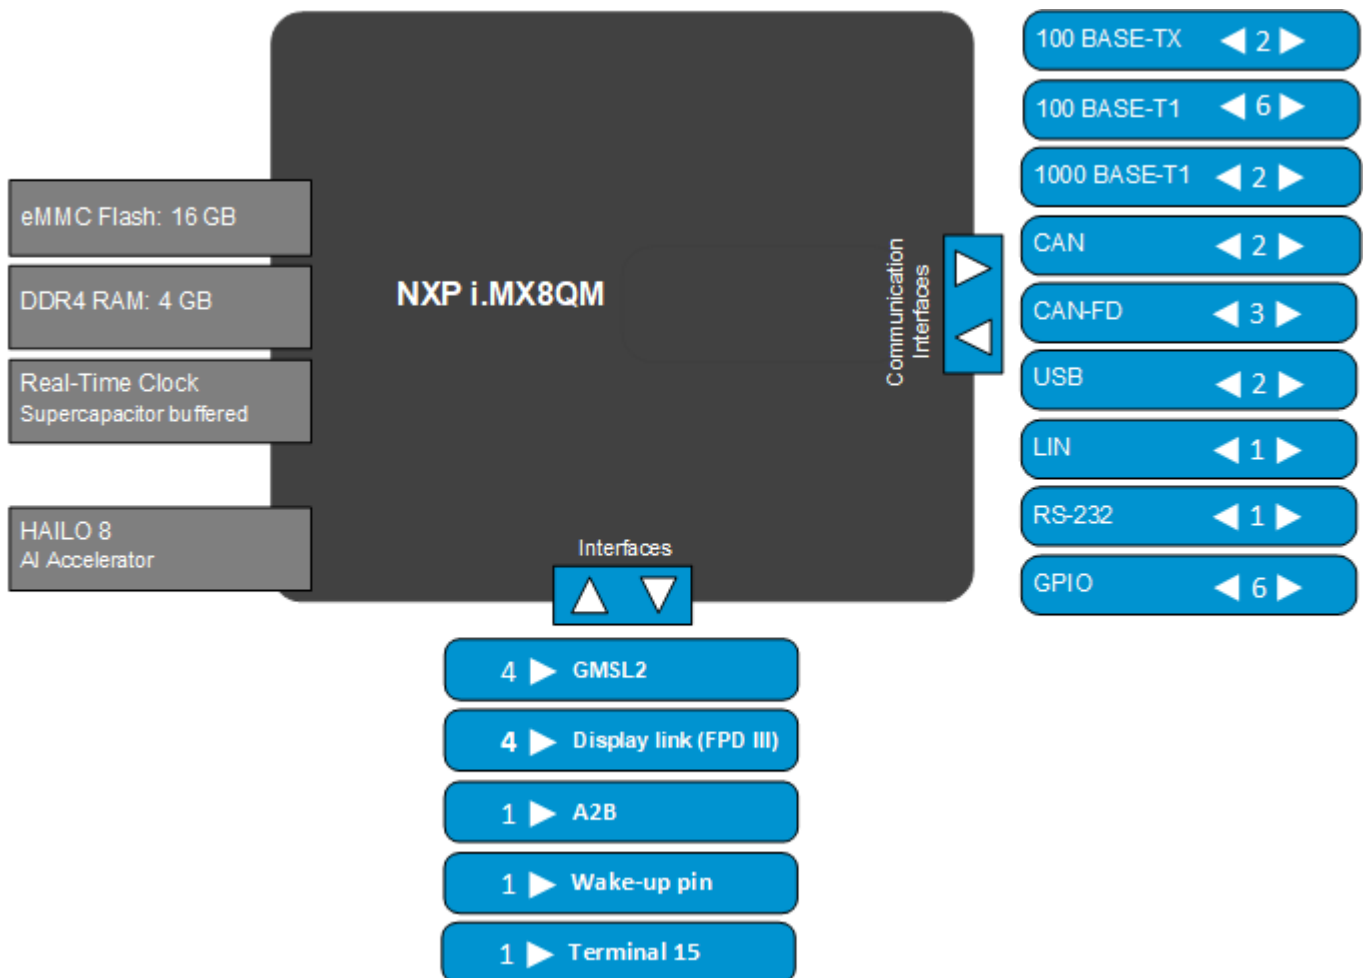 eMMC Flash: 16 GB
DDR4 RAM: 4 GB
Real-Time Clock
Supercapacitor buffered
HAILO 8
AI Accelerator
NXP i.MX8QM
Communication
Interfaces
100 BASE-TX 2
100 BASE-T1 6
1000 BASE-T1 2
CAN 2
CAN-FD 3
USB 2
LIN 1
RS-232 1
GPIO 6
Interfaces
4 GMSL2
4 Display link (FPD III)
1 A2B
1 Wake-up pin
1 Terminal 15